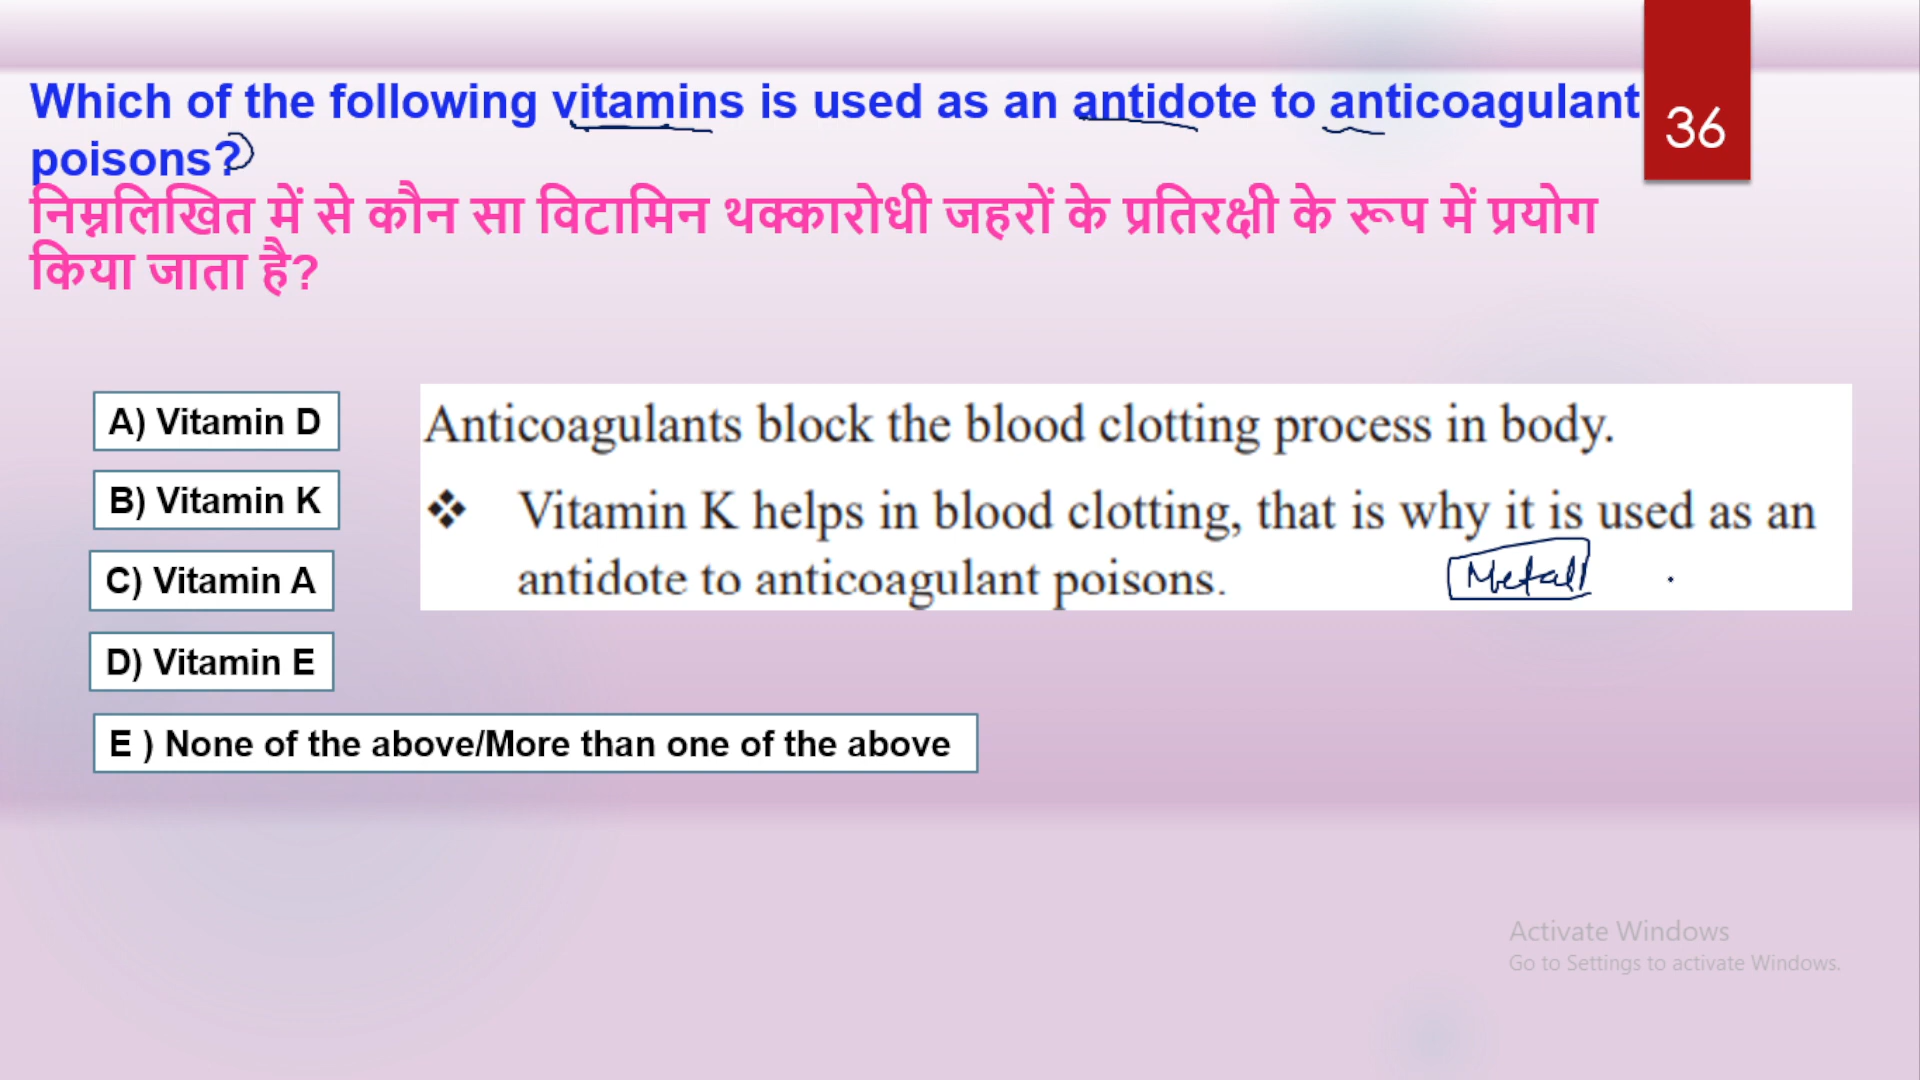 Which of the following vitamins is used as an antidote to anticoagulant
poisons?
36
निम्नलिखित में से कौन सा विटामिन थक्कारोधी जहरों के प्रतिरक्षी के रूप में प्रयोग
किया जाता है?
A) Vitamin D
B) Vitamin K
C) Vitamin A
D) Vitamin E
E ) None of the above/More than one of the above
Anticoagulants block the blood clotting process in body.
❖ Vitamin K helps in blood clotting, that is why it is used as an
antidote to anticoagulant poisons.
Metall
Activate Windows
Go to Settings to activate Windows.